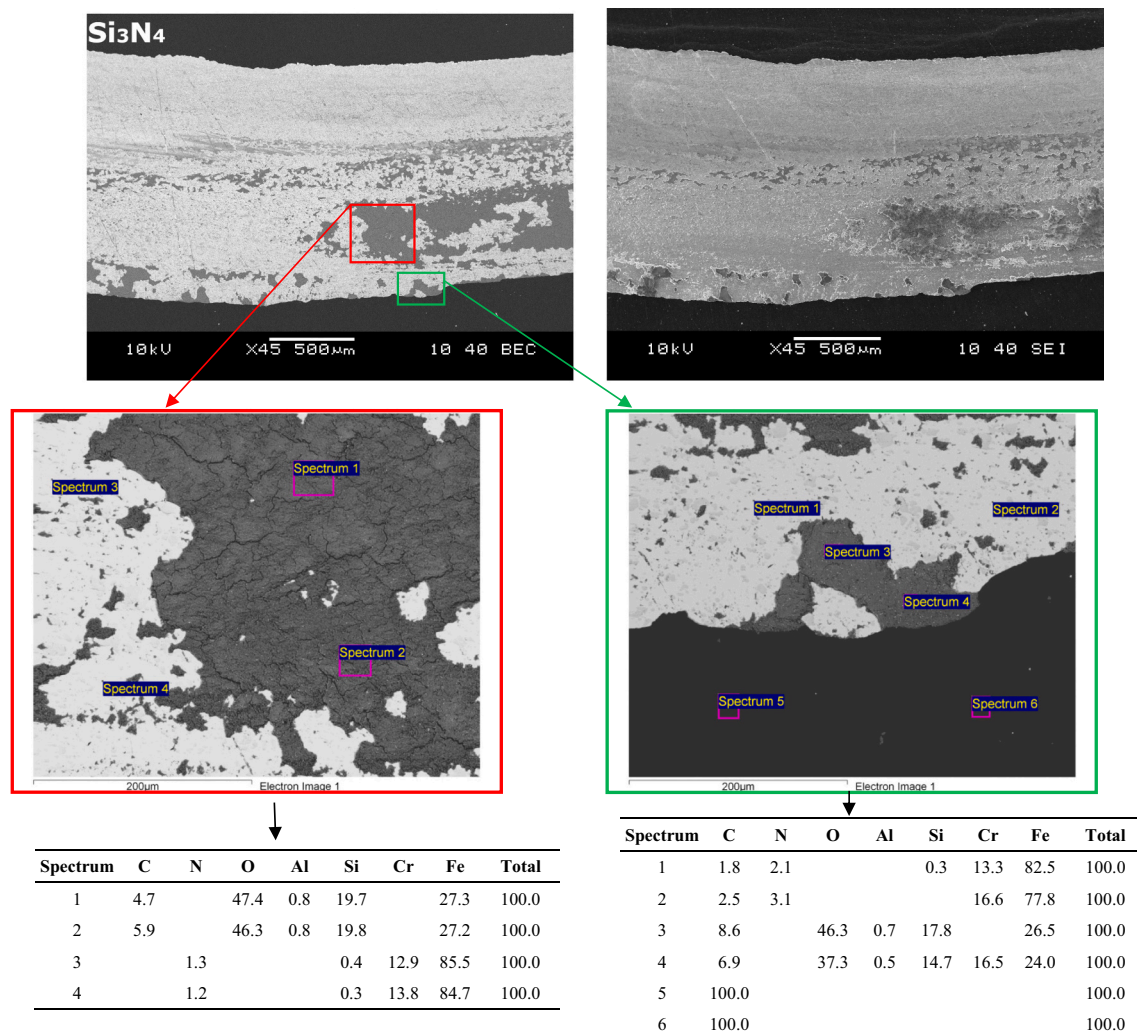 Si₃N₄
10kV X45 500µm 10 40 BEC
10kV X45 500µm 10 40 SEI
Spectrum 1
Spectrum 3
Spectrum 2
Spectrum 4
200µm Electron Image 1
Spectrum 1
Spectrum 2
Spectrum 3
Spectrum 4
Spectrum 5
Spectrum 6
200µm Electron Image 1
Spectrum C N O Al Si Cr Fe Total
1 4.7 47.4 0.8 19.7 27.3 100.0
2 5.9 46.3 0.8 19.8 27.2 100.0
3 1.3 0.4 12.9 85.5 100.0
4 1.2 0.3 13.8 84.7 100.0
Spectrum C N O Al Si Cr Fe Total
1 1.8 2.1 0.3 13.3 82.5 100.0
2 2.5 3.1 16.6 77.8 100.0
3 8.6 46.3 0.7 17.8 26.5 100.0
4 6.9 37.3 0.5 14.7 16.5 24.0 100.0
5 100.0 100.0
6 100.0 100.0